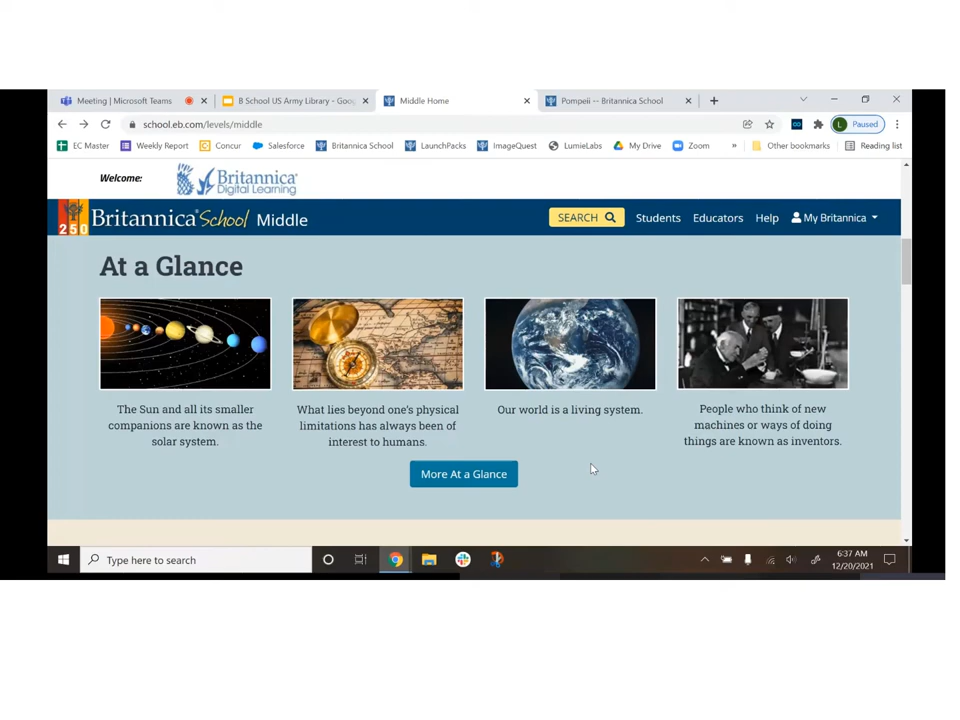 Meeting | Microsoft Teams
B School US Army Library - Goo
Middle Home
Pompeii -- Britannica School
school.eb.com/levels/middle
L Paused
EC Master
Weekly Report
Concur
Salesforce
Britannica School
LaunchPacks
ImageQuest
LumieLabs
My Drive
Zoom
»
Other bookmarks
Reading list
Welcome:
Britannica
Digital Learning
250
Britannica® School Middle
SEARCH
Students
Educators
Help
My Britannica
At a Glance
The Sun and all its smaller
companions are known as the
solar system.
What lies beyond one's physical
limitations has always been of
interest to humans.
Our world is a living system.
People who think of new
machines or ways of doing
things are known as inventors.
More At a Glance
Type here to search
6:37 AM
12/20/2021